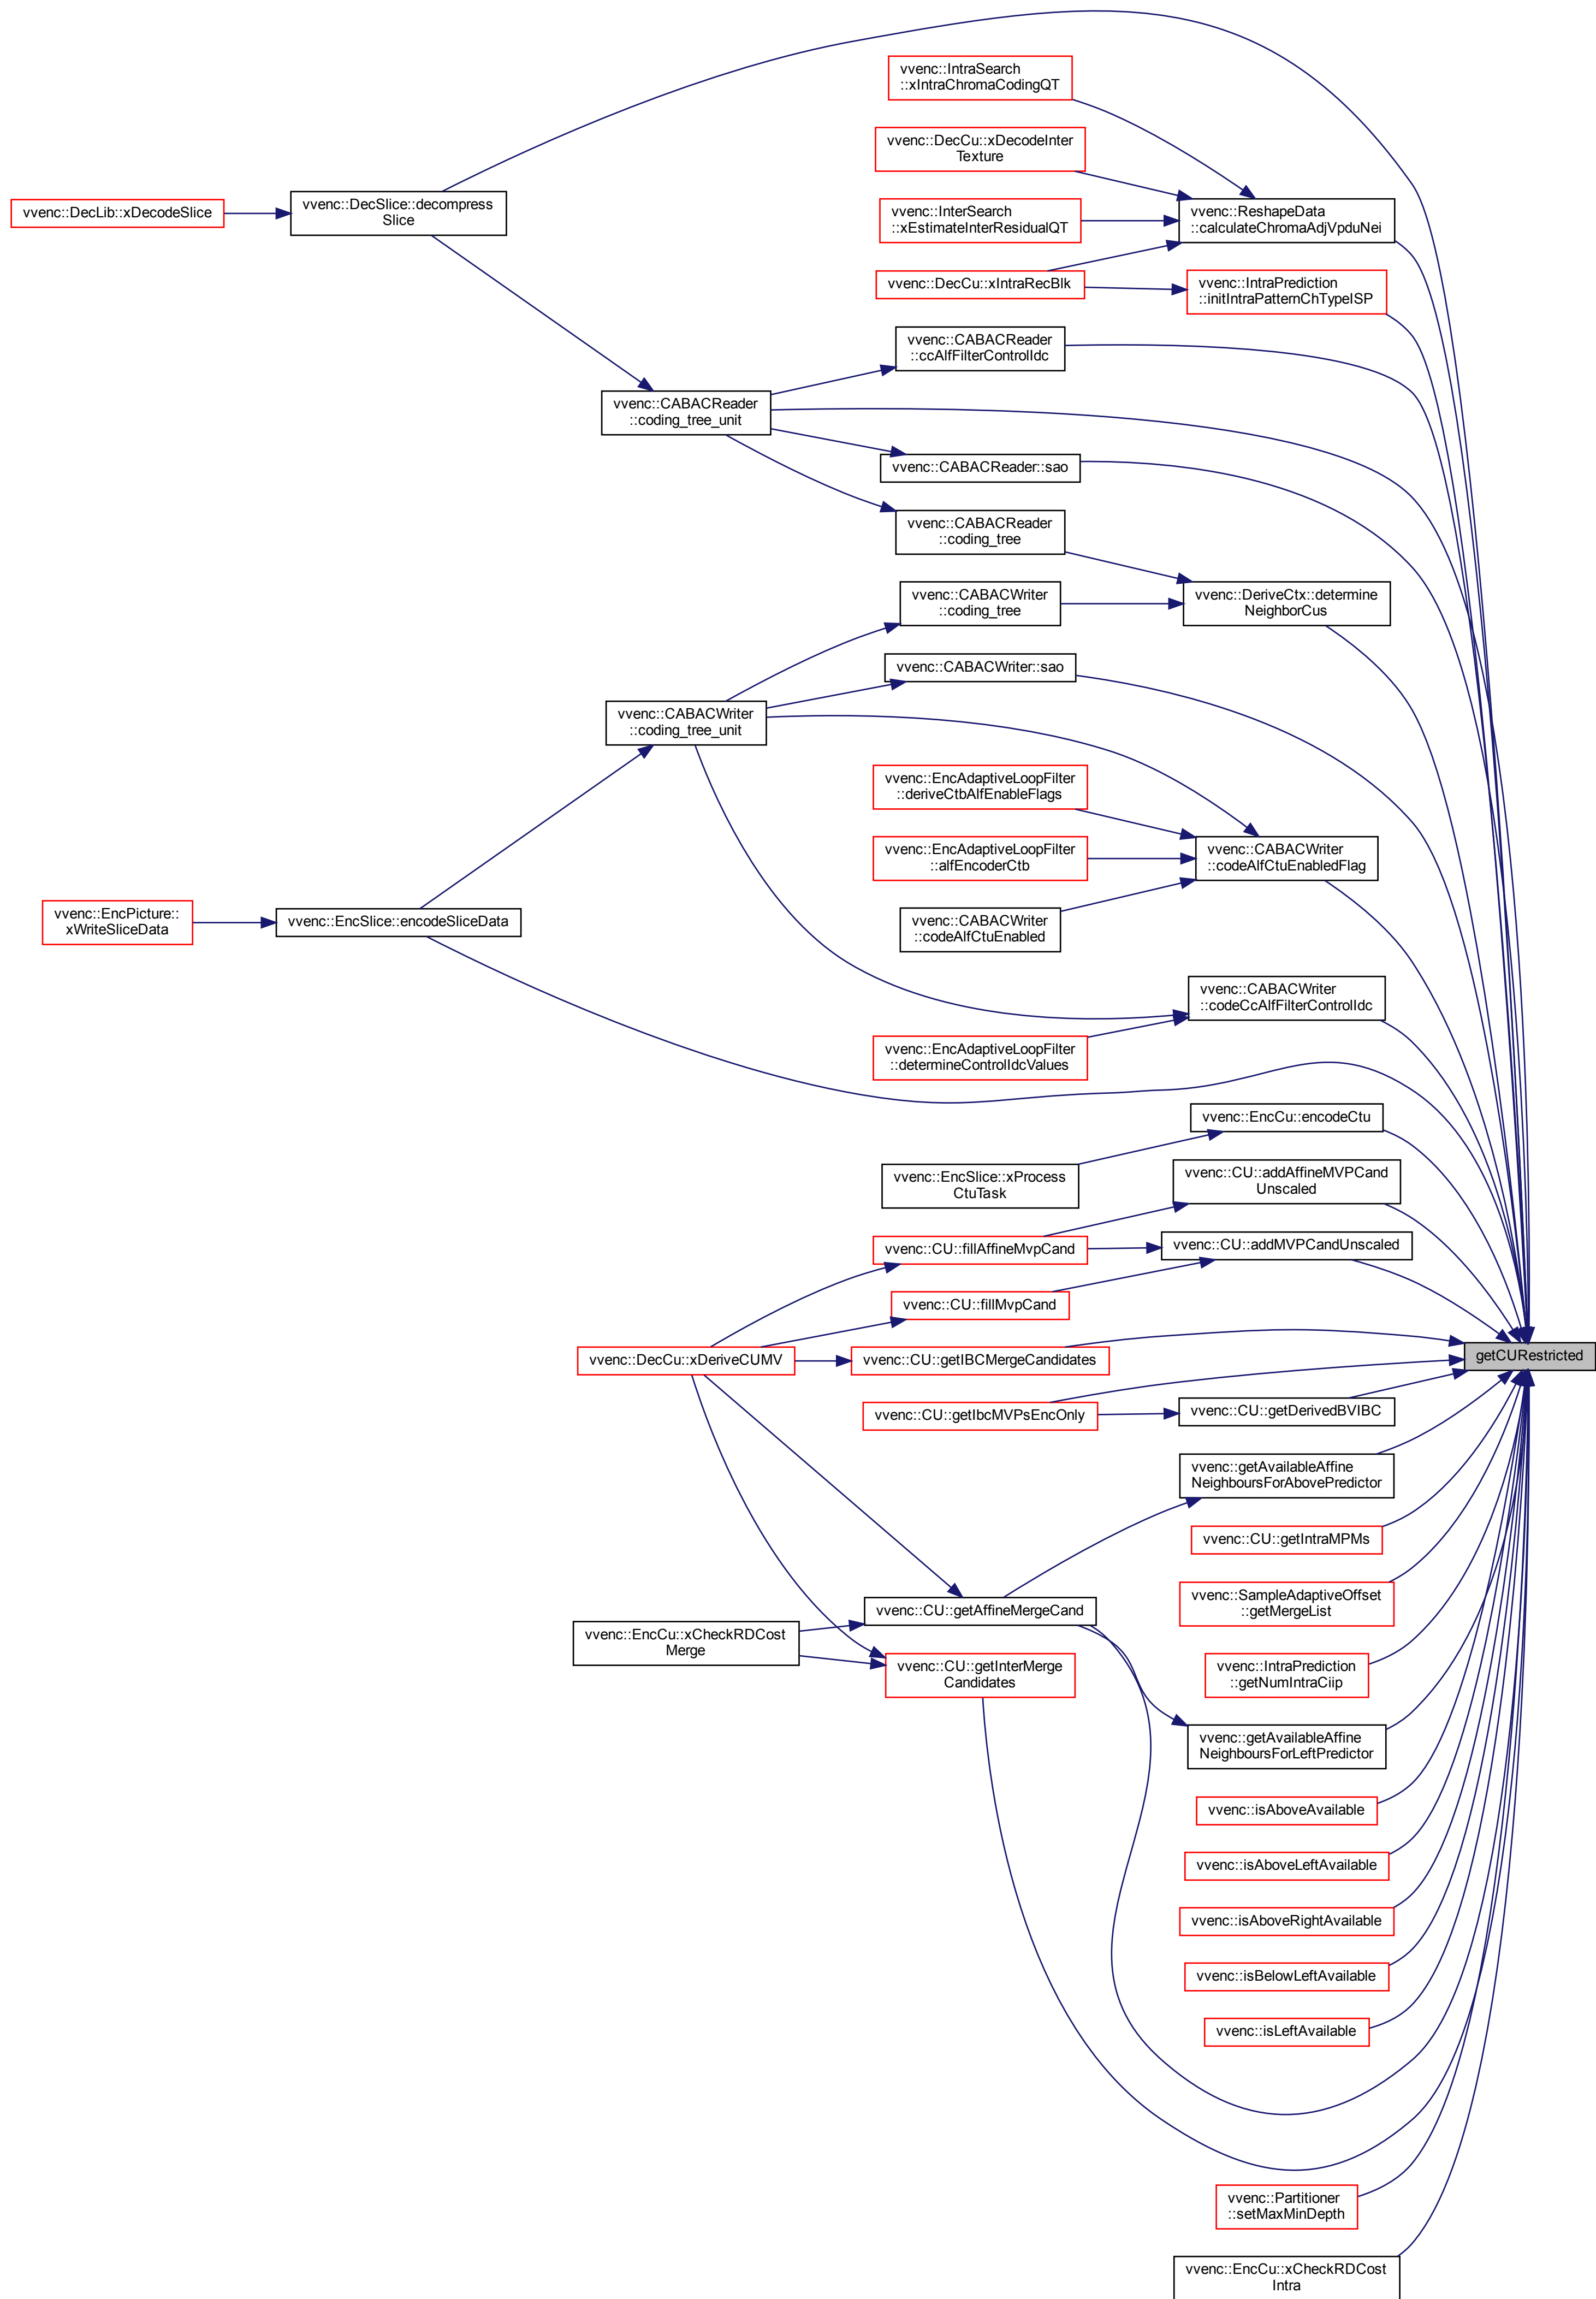 vvenc::IntraSearch
::xIntraChromaCodingQT
vvenc::DecCu::xDecodeInter
Texture
vvenc::DecLib::xDecodeSlice
vvenc::DecSlice::decompress
Slice
vvenc::InterSearch
::xEstimateInterResidualQT
vvenc::ReshapeData
::calculateChromaAdjVpduNei
vvenc::DecCu::xIntraRecBlk
vvenc::IntraPrediction
::initIntraPatternChTypeISP
vvenc::CABACReader
::ccAlfFilterControlIdc
vvenc::CABACReader
::coding_tree_unit
vvenc::CABACReader::sao
vvenc::CABACReader
::coding_tree
vvenc::CABACWriter
::coding_tree
vvenc::DeriveCtx::determine
NeighborCus
vvenc::CABACWriter::sao
vvenc::CABACWriter
::coding_tree_unit
vvenc::EncAdaptiveLoopFilter
::deriveCtbAlfEnableFlags
vvenc::EncAdaptiveLoopFilter
::alfEncoderCtb
vvenc::CABACWriter
::codeAlfCtuEnabledFlag
vvenc::EncPicture::
xWriteSliceData
vvenc::EncSlice::encodeSliceData
vvenc::CABACWriter
::codeAlfCtuEnabled
vvenc::CABACWriter
::codeCcAlfFilterControlIdc
vvenc::EncAdaptiveLoopFilter
::determineControlIdcValues
vvenc::EncCu::encodeCtu
vvenc::EncSlice::xProcess
CtuTask
vvenc::CU::addAffineMVPCand
Unscaled
vvenc::CU::fillAffineMvpCand
vvenc::CU::addMVPCandUnscaled
vvenc::CU::fillMvpCand
getCURestricted
vvenc::DecCu::xDeriveCUMV
vvenc::CU::getIBCMergeCandidates
vvenc::CU::getIbcMVPsEncOnly
vvenc::CU::getDerivedBVIBC
vvenc::getAvailableAffine
NeighboursForAbovePredictor
vvenc::CU::getIntraMPMs
vvenc::SampleAdaptiveOffset
::getMergeList
vvenc::CU::getAffineMergeCand
vvenc::EncCu::xCheckRDCost
Merge
vvenc::CU::getInterMerge
Candidates
vvenc::IntraPrediction
::getNumIntraCiip
vvenc::getAvailableAffine
NeighboursForLeftPredictor
vvenc::isAboveAvailable
vvenc::isAboveLeftAvailable
vvenc::isAboveRightAvailable
vvenc::isBelowLeftAvailable
vvenc::isLeftAvailable
vvenc::Partitioner
::setMaxMinDepth
vvenc::EncCu::xCheckRDCost
Intra